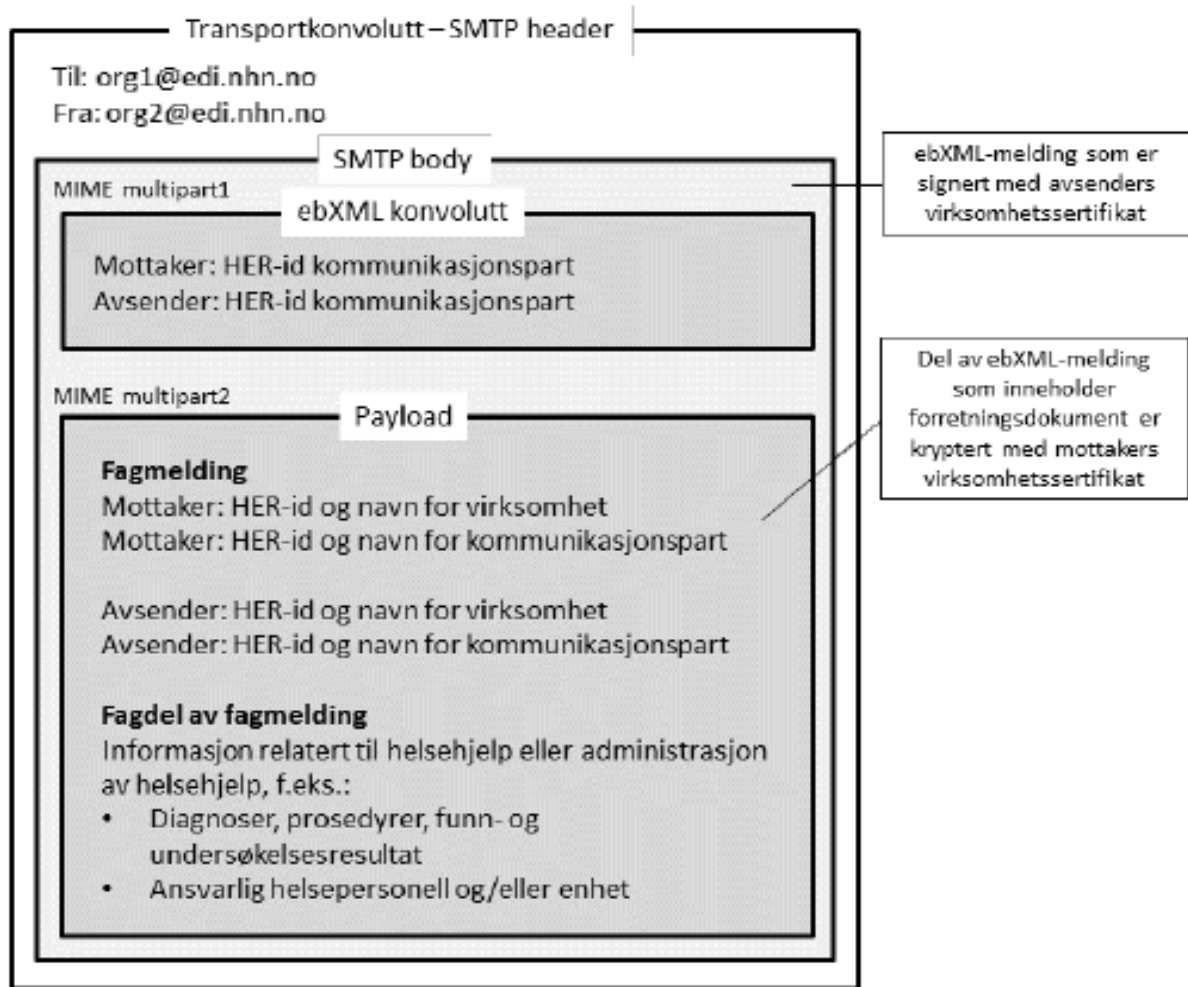 Transportkonvolutt – SMTP header
Til: org1@edi.nhn.no
Fra: org2@edi.nhn.no
SMTP body
MIME multipart1
ebXML konvolutt
Mottaker: HER-id kommunikasjonspart
Avsender: HER-id kommunikasjonspart
MIME multipart2
Payload
Fagmelding
Mottaker: HER-id og navn for virksomhet
Mottaker: HER-id og navn for kommunikasjonspart
Avsender: HER-id og navn for virksomhet
Avsender: HER-id og navn for kommunikasjonspart
Fagdel av fagmelding
Informasjon relatert til helsehjelp eller administrasjon
av helsehjelp, f.eks.:
• Diagnoser, prosedyrer, funn- og
undersøkelsesresultat
• Ansvarlig helsepersonell og/eller enhet
ebXML-melding som er
signert med avsenders
virksomhetssertifikat
Del av ebXML-melding
som inneholder
forretningsdokument er
kryptert med mottakers
virksomhetssertifikat